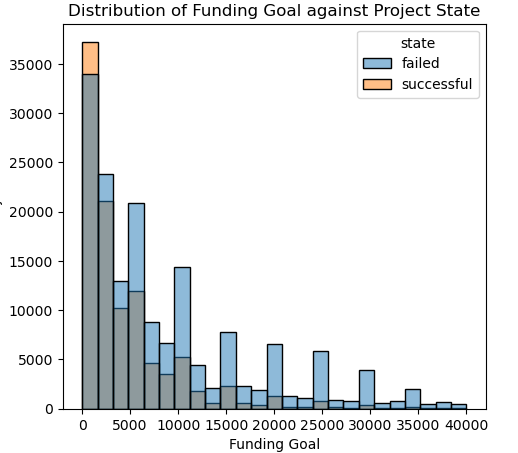 Distribution of Funding Goal against Project State
state
failed
successful
35000
30000
25000
20000
15000
10000
5000
0
0 5000 10000 15000 20000 25000 30000 35000 40000
Funding Goal